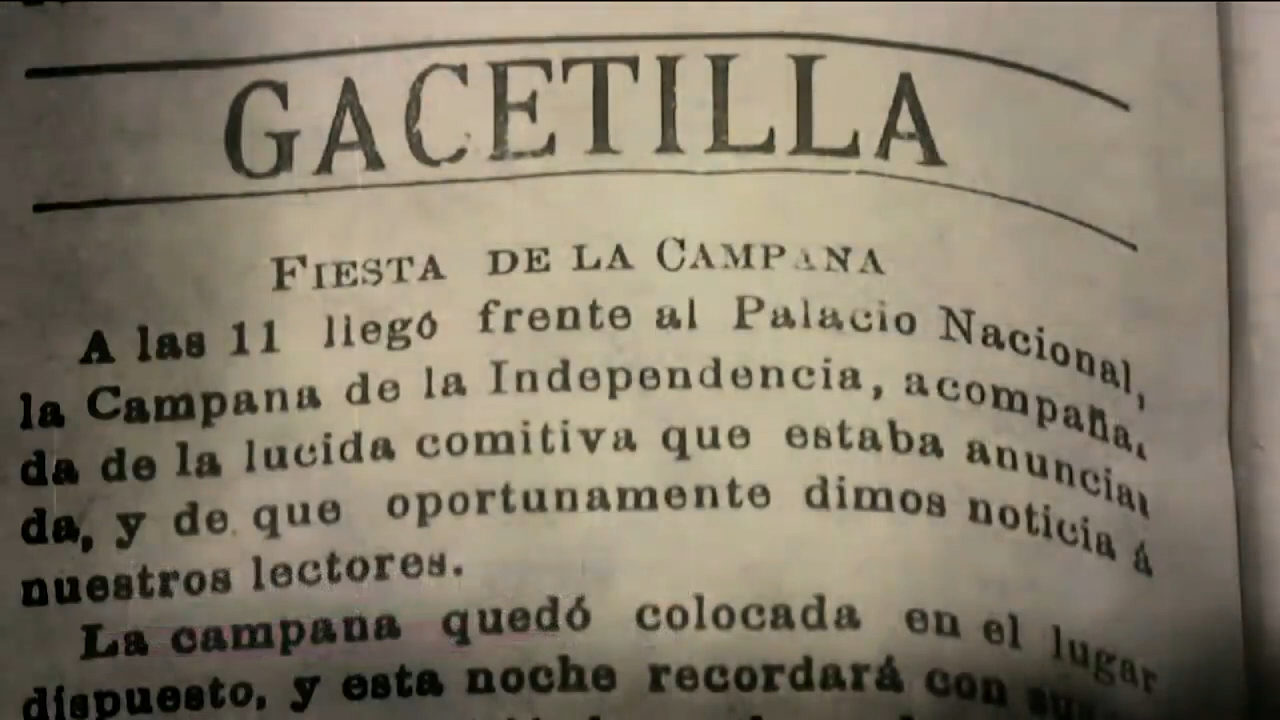 GACETILLA
FIESTA DE LA CAMPANA
A las 11 llegó frente al Palacio Nacional,
la Campana de la Independencia, acompaña-
da de la lucida comitiva que estaba anuncia-
da, y de que oportunamente dimos noticia á
nuestros lectores.
La campana quedó colocada en el lugar
dispuesto, y esta noche recordará con